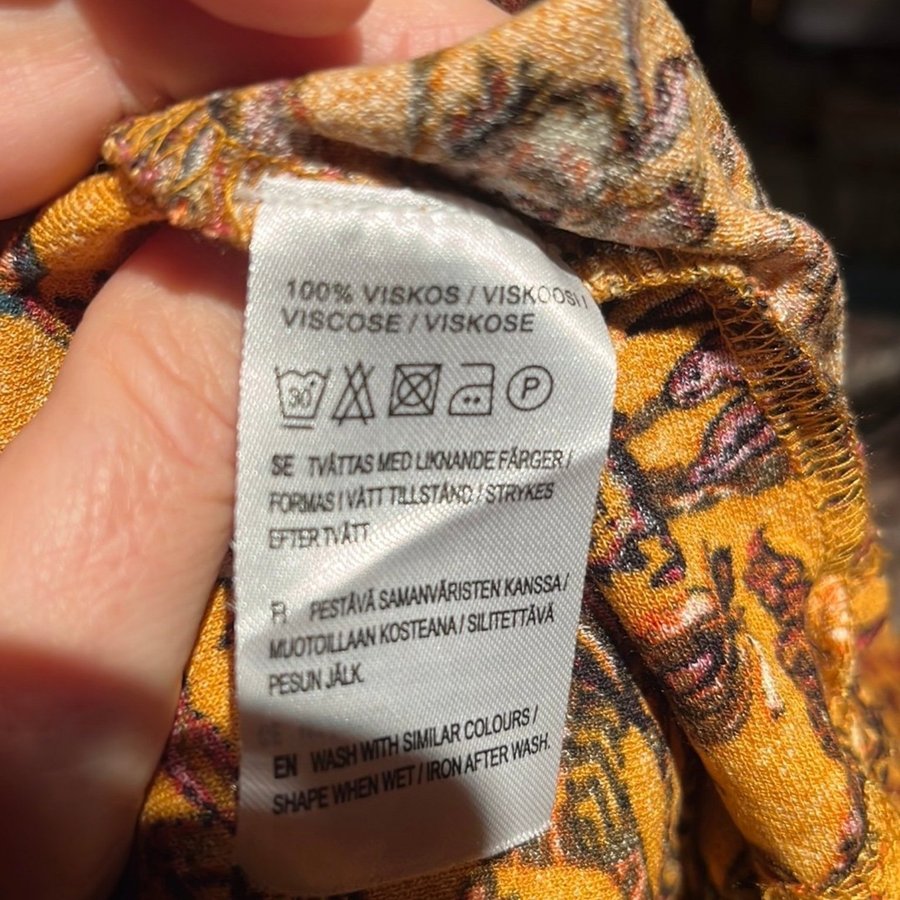 100% VISKOS / VISKOOSI /
VISCOSE / VISKOSE
30 P
SE TVÄTTAS MED LIKNANDE FÄRGER /
FORMAS I VÅTT TILLSTÅND / STRYKES
EFTER TVÄTT
FI PESTÄVÄ SAMANVÄRISTEN KANSSA /
MUOTOILLAAN KOSTEANA / SILITETTÄVÄ
PESUN JÄLK.
EN WASH WITH SIMILAR COLOURS /
SHAPE WHEN WET / IRON AFTER WASH.